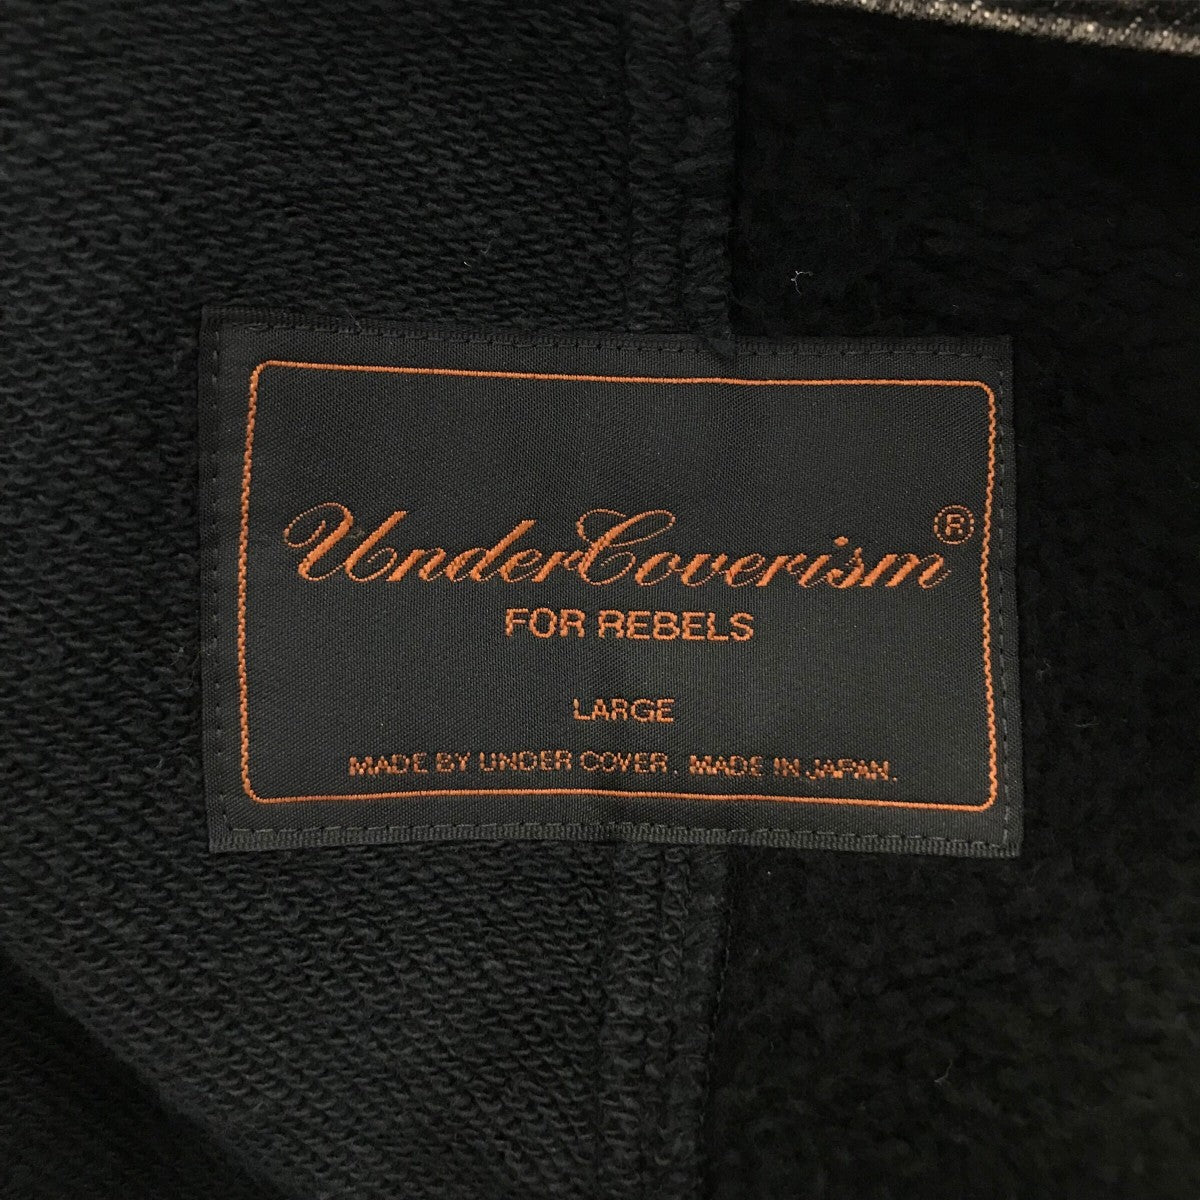 UnderCoverism®
FOR REBELS
LARGE
MADE BY UNDER COVER. MADE IN JAPAN.